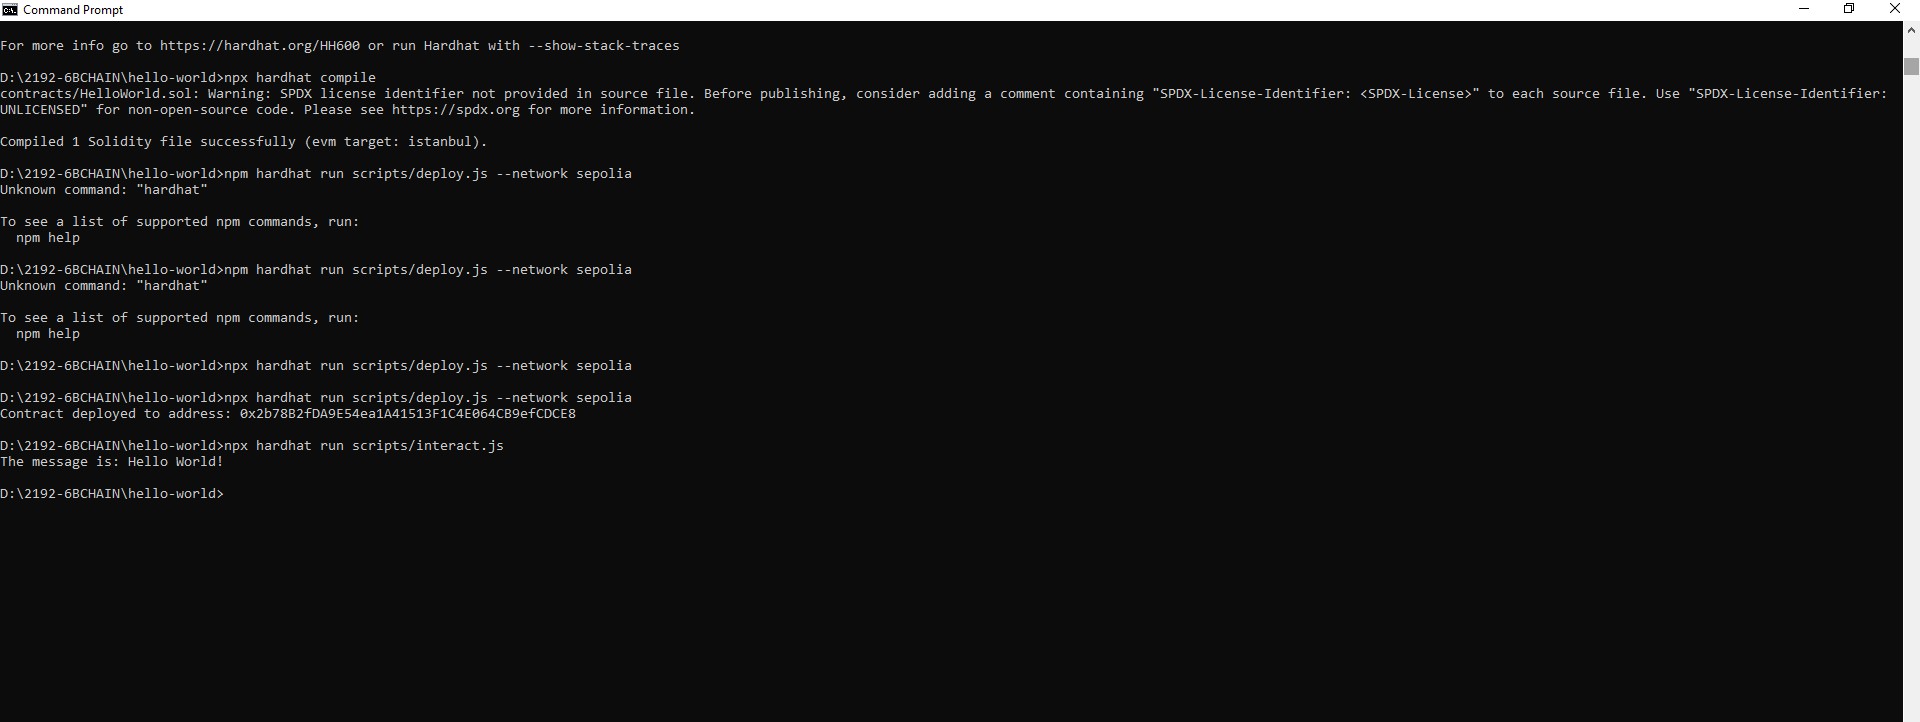 Command Prompt
For more info go to https://hardhat.org/HH600 or run Hardhat with --show-stack-traces
D:\2192-6BCHAIN\hello-world>npx hardhat compile
contracts/HelloWorld.sol: Warning: SPDX license identifier not provided in source file. Before publishing, consider adding a comment containing "SPDX-License-Identifier: <SPDX-License>" to each source file. Use "SPDX-License-Identifier:
UNLICENSED" for non-open-source code. Please see https://spdx.org for more information.
Compiled 1 Solidity file successfully (evm target: istanbul).
D:\2192-6BCHAIN\hello-world>npm hardhat run scripts/deploy.js --network sepolia
Unknown command: "hardhat"
To see a list of supported npm commands, run:
  npm help
D:\2192-6BCHAIN\hello-world>npm hardhat run scripts/deploy.js --network sepolia
Unknown command: "hardhat"
To see a list of supported npm commands, run:
  npm help
D:\2192-6BCHAIN\hello-world>npx hardhat run scripts/deploy.js --network sepolia
D:\2192-6BCHAIN\hello-world>npx hardhat run scripts/deploy.js --network sepolia
Contract deployed to address: 0x2b78B2fDA9E54ea1A41513F1C4E064CB9efCDCE8
D:\2192-6BCHAIN\hello-world>npx hardhat run scripts/interact.js
The message is: Hello World!
D:\2192-6BCHAIN\hello-world>